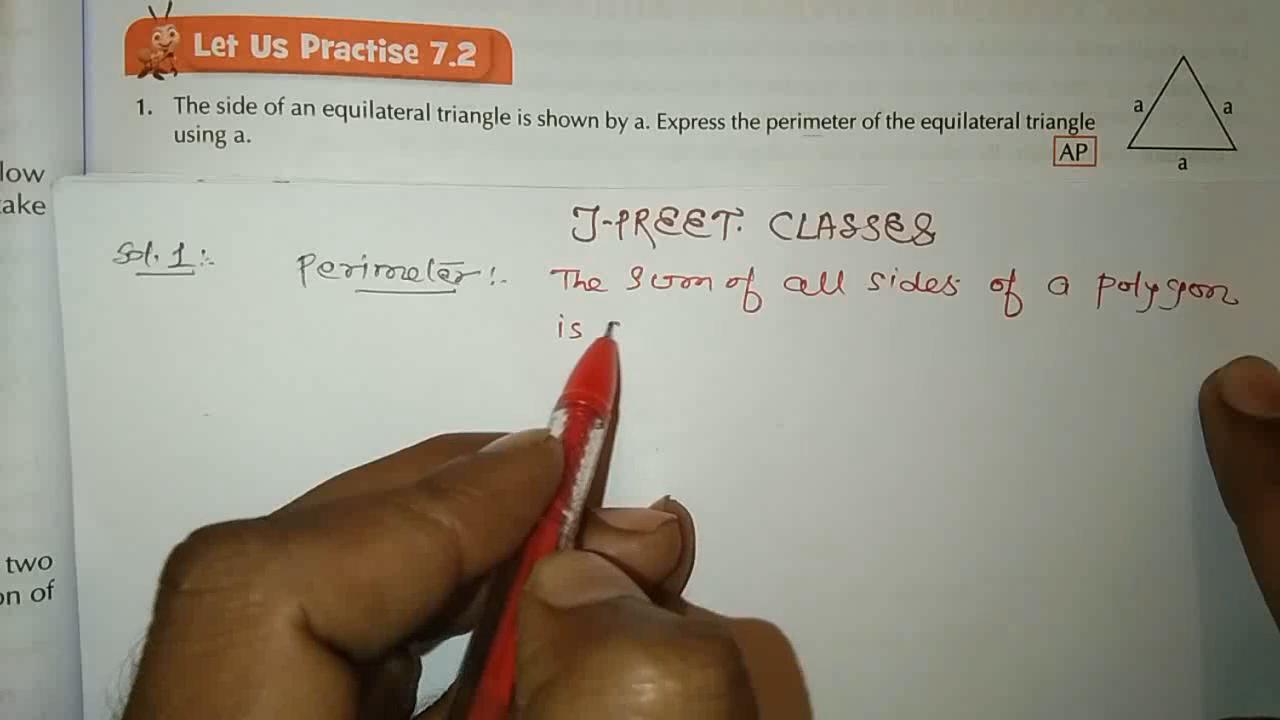 Let Us Practise 7.2
1. The side of an equilateral triangle is shown by a. Express the perimeter of the equilateral triangle
using a.
AP
a
a
a
low
take
J-PREET. CLASSES
Sol. 1:-
Perimeter:-
The sum of all sides of a polygon
is
two
on of